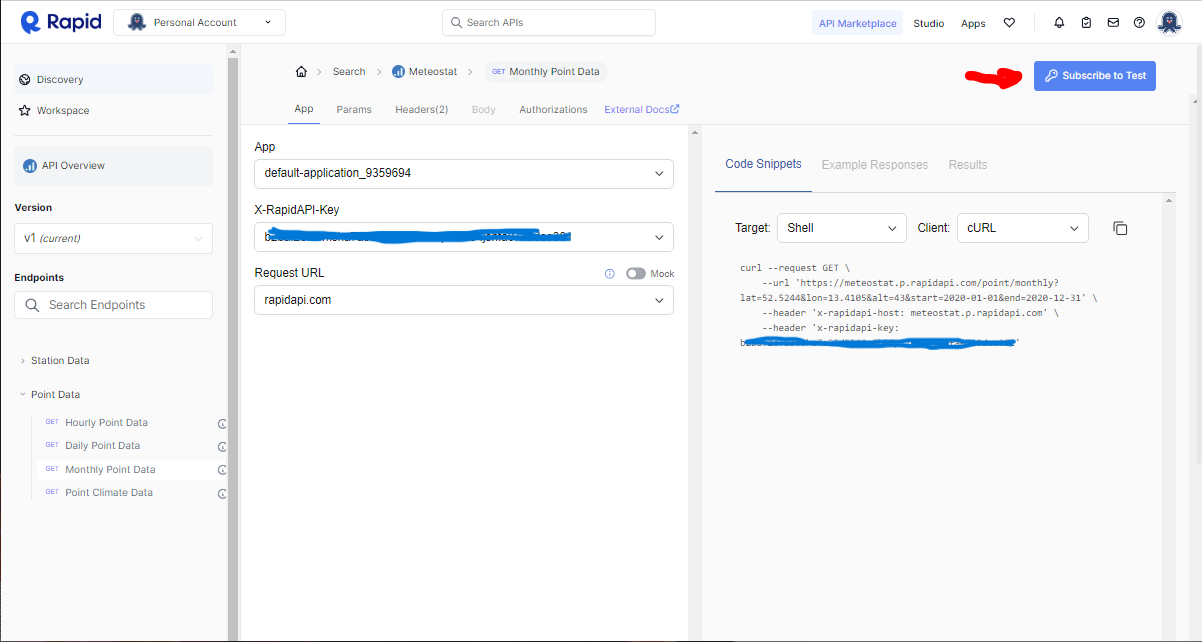 Rapid
Personal Account
Search APIs
API Marketplace
Studio
Apps
Discovery
Workspace
API Overview
Version
v1 (current)
Endpoints
Search Endpoints
Station Data
Point Data
GET Hourly Point Data
GET Daily Point Data
GET Monthly Point Data
GET Point Climate Data
Search
Meteostat
GET Monthly Point Data
Subscribe to Test
App
Params
Headers(2)
Body
Authorizations
External Docs
App
default-application_9359694
X-RapidAPI-Key
Request URL
Mock
rapidapi.com
Code Snippets
Example Responses
Results
Target:
Shell
Client:
cURL
curl --request GET \
--url 'https://meteostat.p.rapidapi.com/point/monthly?
lat=52.5244&lon=13.4105&alt=43&start=2020-01-01&end=2020-12-31' \
--header 'x-rapidapi-host: meteostat.p.rapidapi.com' \
--header 'x-rapidapi-key: